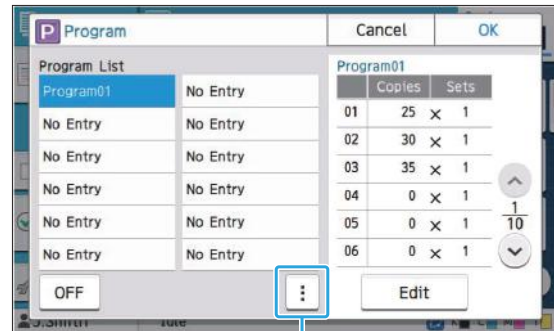 P Program
Cancel
OK
Program List
Program01
No Entry
No Entry
No Entry
No Entry
No Entry
No Entry
No Entry
No Entry
No Entry
No Entry
No Entry
Program01
Copies Sets
01 25 × 1
02 30 × 1
03 35 × 1
04 0 × 1
05 0 × 1
06 0 × 1
1
10
OFF
Edit